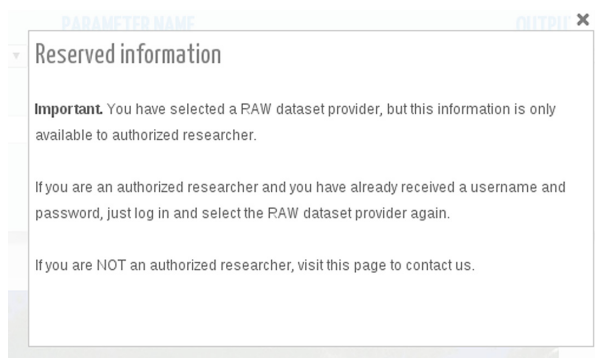 PARAMETER NAME
Reserved information
Important. You have selected a RAW dataset provider, but this information is only
available to authorized researcher.
If you are an authorized researcher and you have already received a username and
password, just log in and select the RAW dataset provider again.
If you are NOT an authorized researcher, visit this page to contact us.